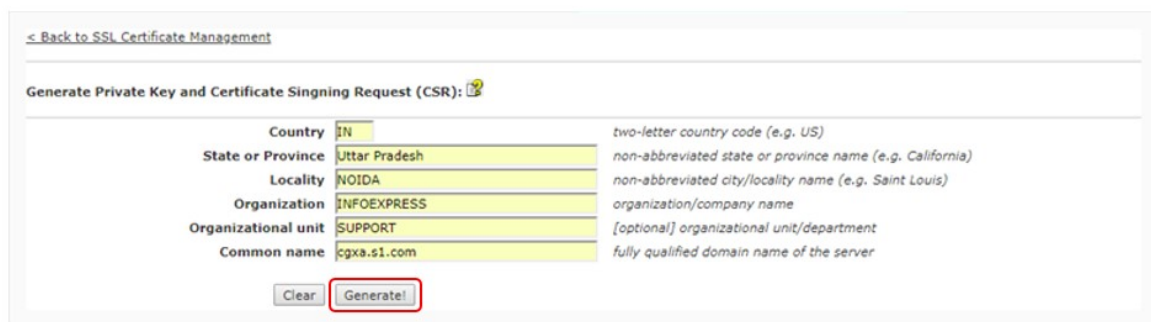 < Back to SSL Certificate Management
Generate Private Key and Certificate Singning Request (CSR):
Country IN two-letter country code (e.g. US)
State or Province Uttar Pradesh non-abbreviated state or province name (e.g. California)
Locality NOIDA non-abbreviated city/locality name (e.g. Saint Louis)
Organization INFOEXPRESS organization/company name
Organizational unit SUPPORT [optional] organizational unit/department
Common name cgxa.s1.com fully qualified domain name of the server
Clear Generate!